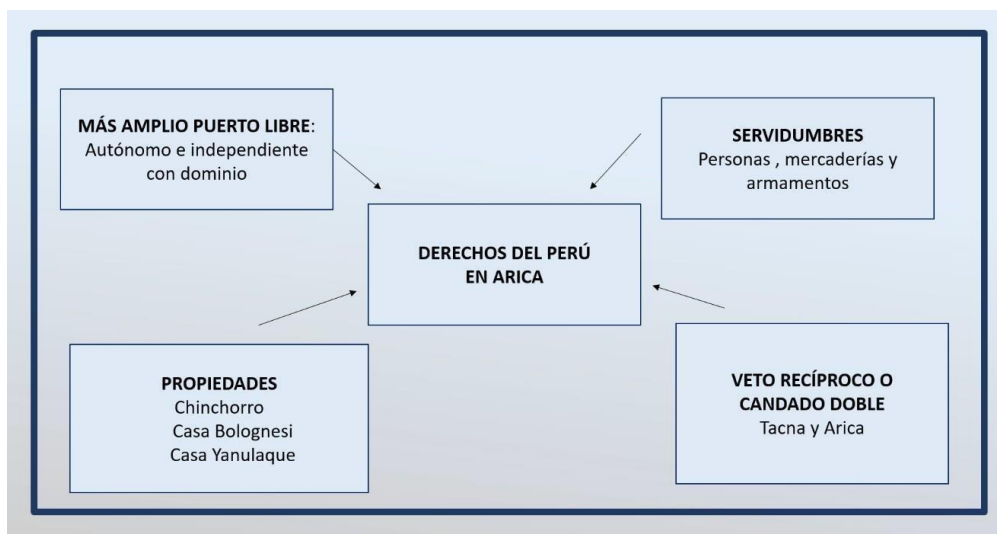 MÁS AMPLIO PUERTO LIBRE:
Autónomo e independiente
con dominio
SERVIDUMBRES
Personas , mercaderías y
armamentos
DERECHOS DEL PERÚ
EN ARICA
PROPIEDADES
Chinchorro
Casa Bolognesi
Casa Yanulaque
VETO RECÍPROCO O
CANDADO DOBLE
Tacna y Arica